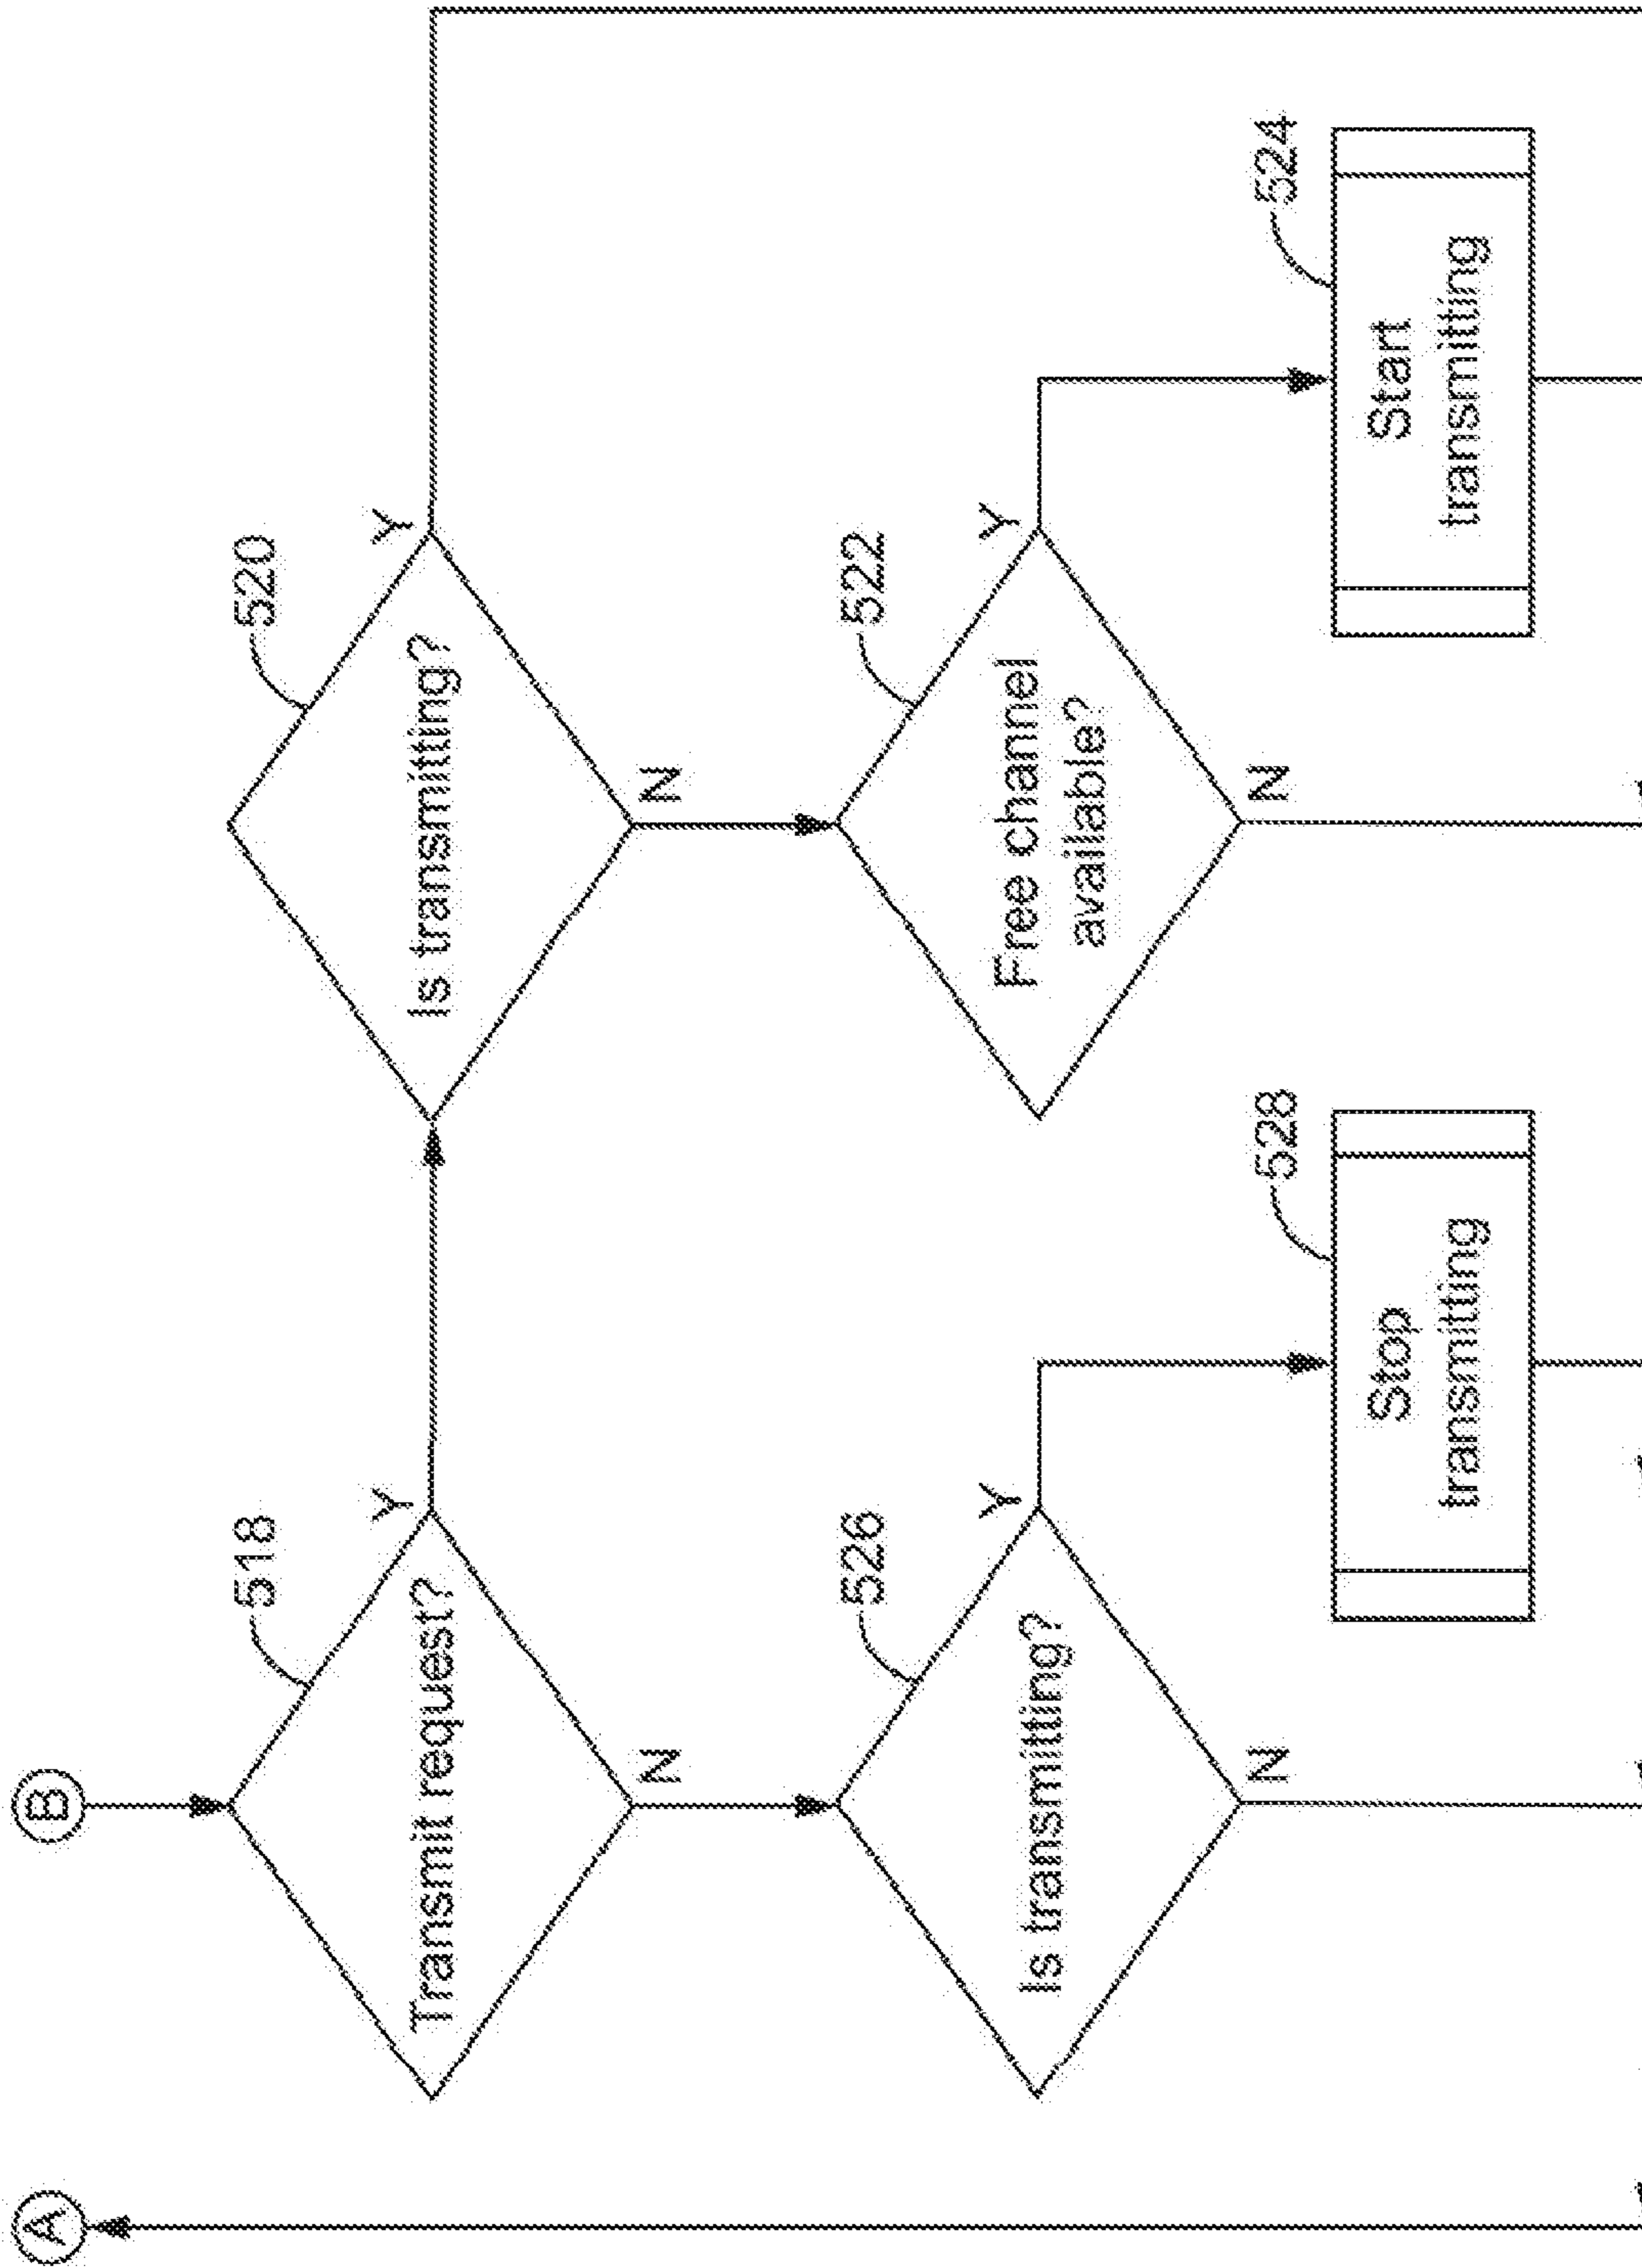 A
B
518
Transmit request?
Y
N
520
Is transmitting?
Y
N
526
Is transmitting?
Y
N
522
Free channel
available?
Y
N
528
Stop
transmitting
524
Start
transmitting